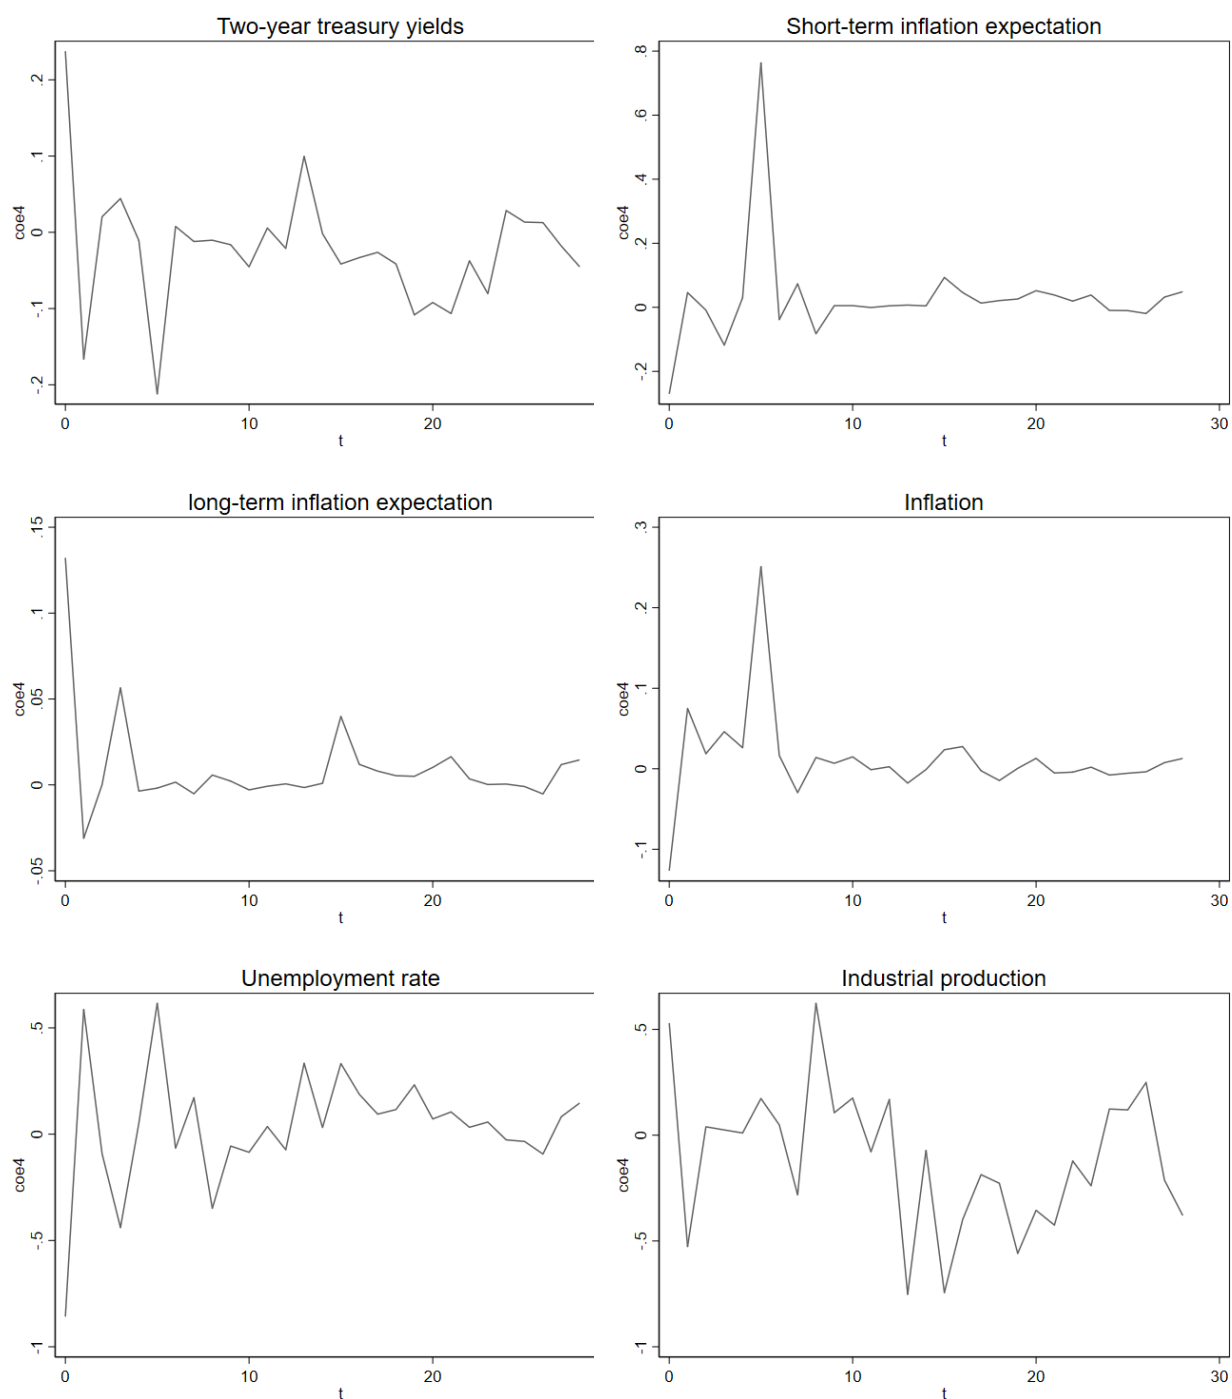 Two-year treasury yields
.2
.1
0
-.1
-.2
coe4
0 10 20
t
Short-term inflation expectation
.8
.6
.4
.2
0
-.2
coe4
0 10 20 30
t
long-term inflation expectation
.15
.1
.05
0
-.05
coe4
0 10 20
t
Inflation
.3
.2
.1
0
-.1
coe4
0 10 20 30
t
Unemployment rate
.5
0
-.5
-1
coe4
0 10 20
t
Industrial production
.5
0
-.5
-1
coe4
0 10 20 30
t